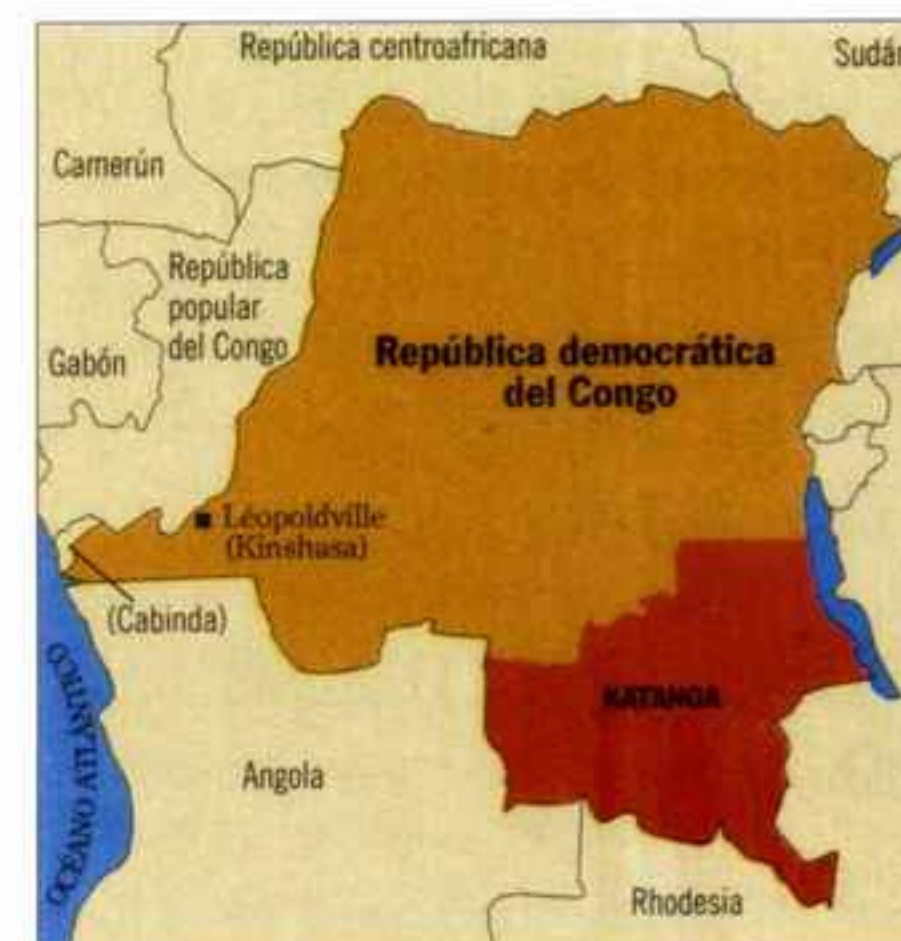 República centroafricana
Sudán
Camerún
República
popular
del Congo
Gabón
República democrática
del Congo
Léopoldville
(Kinshasa)
(Cabinda)
KATANGA
OCÉANO ATLÁNTICO
Angola
Rhodesia